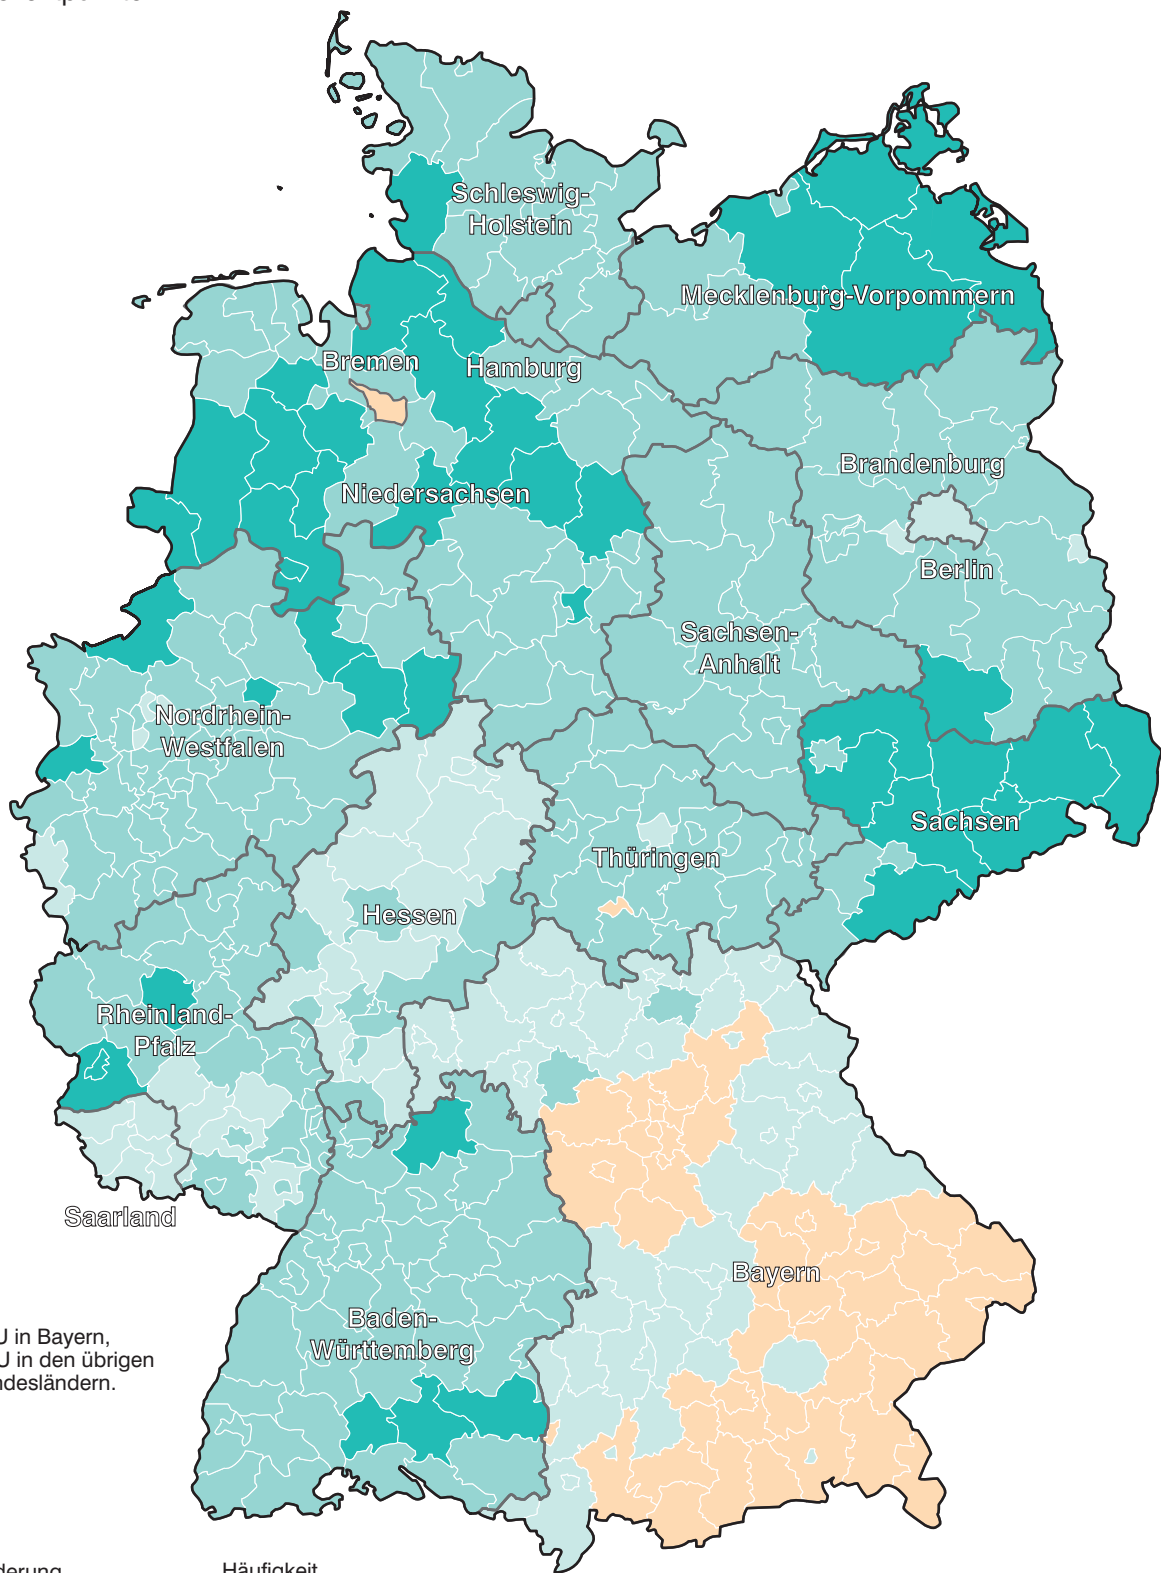 Schleswig-
Holstein
Mecklenburg-Vorpommern
Bremen
Hamburg
Brandenburg
Niedersachsen
Berlin
Sachsen-
Anhalt
Nordrhein-
Westfalen
Sachsen
Thüringen
Hessen
Rheinland-
Pfalz
Saarland
Bayern
Baden-
Württemberg
U in Bayern,
U in den übrigen
ndesländern.
derung
Häufigkeit